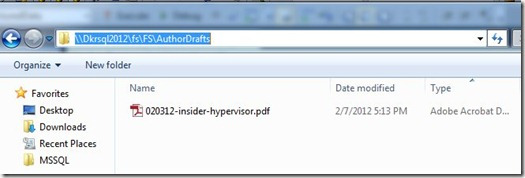 \\Dkrsql2012\fs\FS\AuthorDrafts
Organize New folder
Favorites
Desktop
Downloads
Recent Places
MSSQL
Name Date modified Type
020312-insider-hypervisor.pdf 2/7/2012 5:13 PM Adobe Acrobat D...